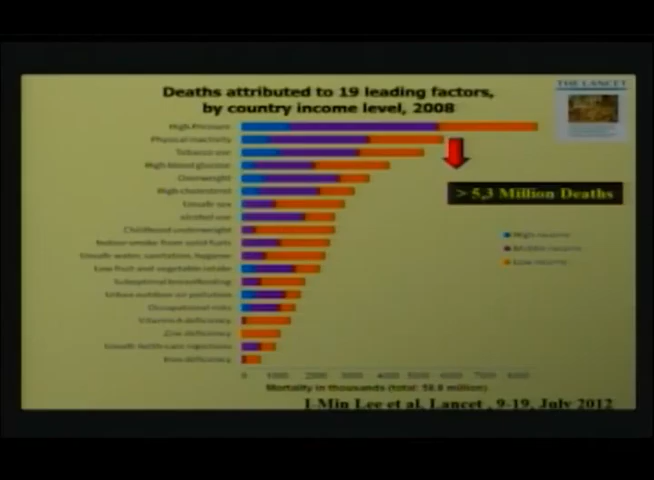 THE LANCET
Deaths attributed to 19 leading factors,
by country income level, 2008
High Pressure
Physical inactivity
Tobacco use
High blood glucose
Overweight
High cholesterol
Unsafe sex
alcohol use
Childhood underweight
Indoor smoke from solid fuels
Unsafe water, sanitation, hygiene
Low fruit and vegetable intake
Suboptimal breastfeeding
Urban outdoor air pollution
Occupational risks
Vitamin A deficiency
Zinc deficiency
Unsafe health-care injections
Iron deficiency
> 5,3 Million Deaths
High income
Middle income
Low income
0 1000 2000 3000 4000 5000 6000 7000 8000
Mortality in thousands (total: 58.8 million)
I-Min Lee et al, Lancet , 9-19, July 2012